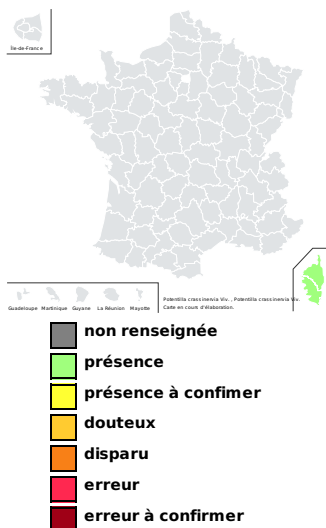 Île-de-France
Guadeloupe Martinique Guyane La Réunion Mayotte
Potentilla crassinervia Viv.., Potentilla crassinervia Viv.
Carte en cours d'élaboration.
non renseignée
présence
présence à confimer
douteux
disparu
erreur
erreur à confirmer